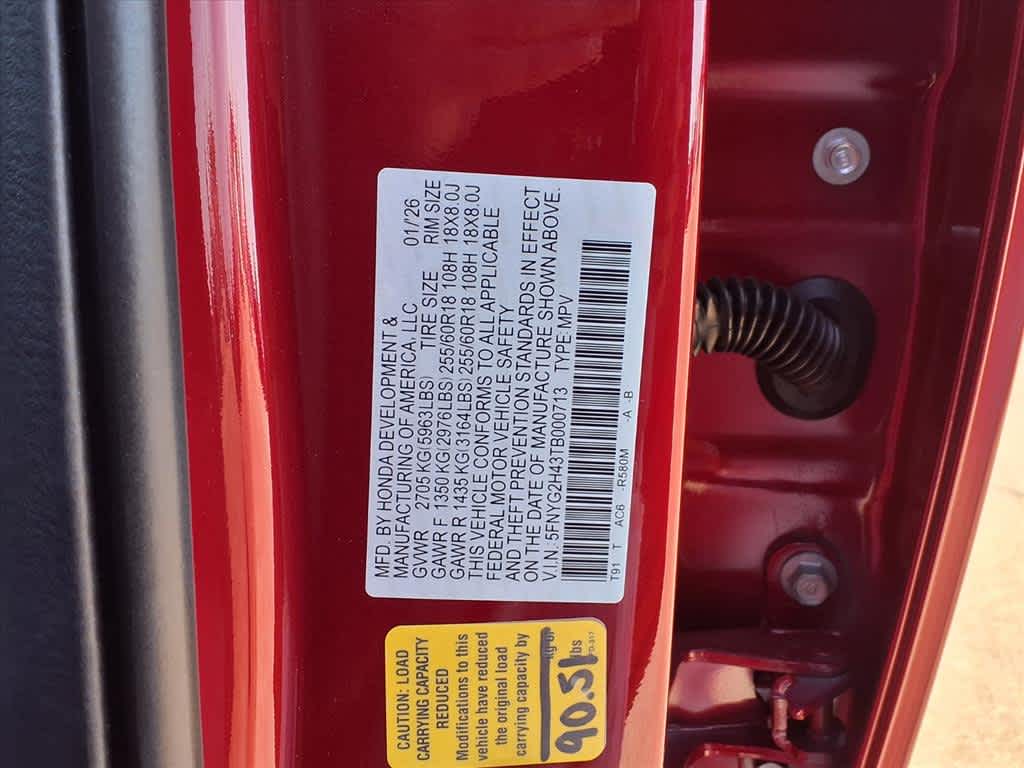 MFD. BY HONDA DEVELOPMENT &
MANUFACTURING OF AMERICA, LLC 01/'26
GVWR 2705 KG(5963LBS) TIRE SIZE RIM SIZE
GAWR F 1350 KG(2976LBS) 255/60R18 108H 18X8.0J
GAWR R 1435 KG(3164LBS) 255/60R18 108H 18X8.0J
THIS VEHICLE CONFORMS TO ALL APPLICABLE
FEDERAL MOTOR VEHICLE SAFETY
AND THEFT PREVENTION STANDARDS IN EFFECT
ON THE DATE OF MANUFACTURE SHOWN ABOVE.
V.I.N.: 5FNYG2H43TB000713 TYPE:MPV
T91 T AC6 -R580M -A -B
CAUTION: LOAD
CARRYING CAPACITY
REDUCED
Modifications to this
vehicle have reduced
the original load
carrying capacity by
90.51 lbs